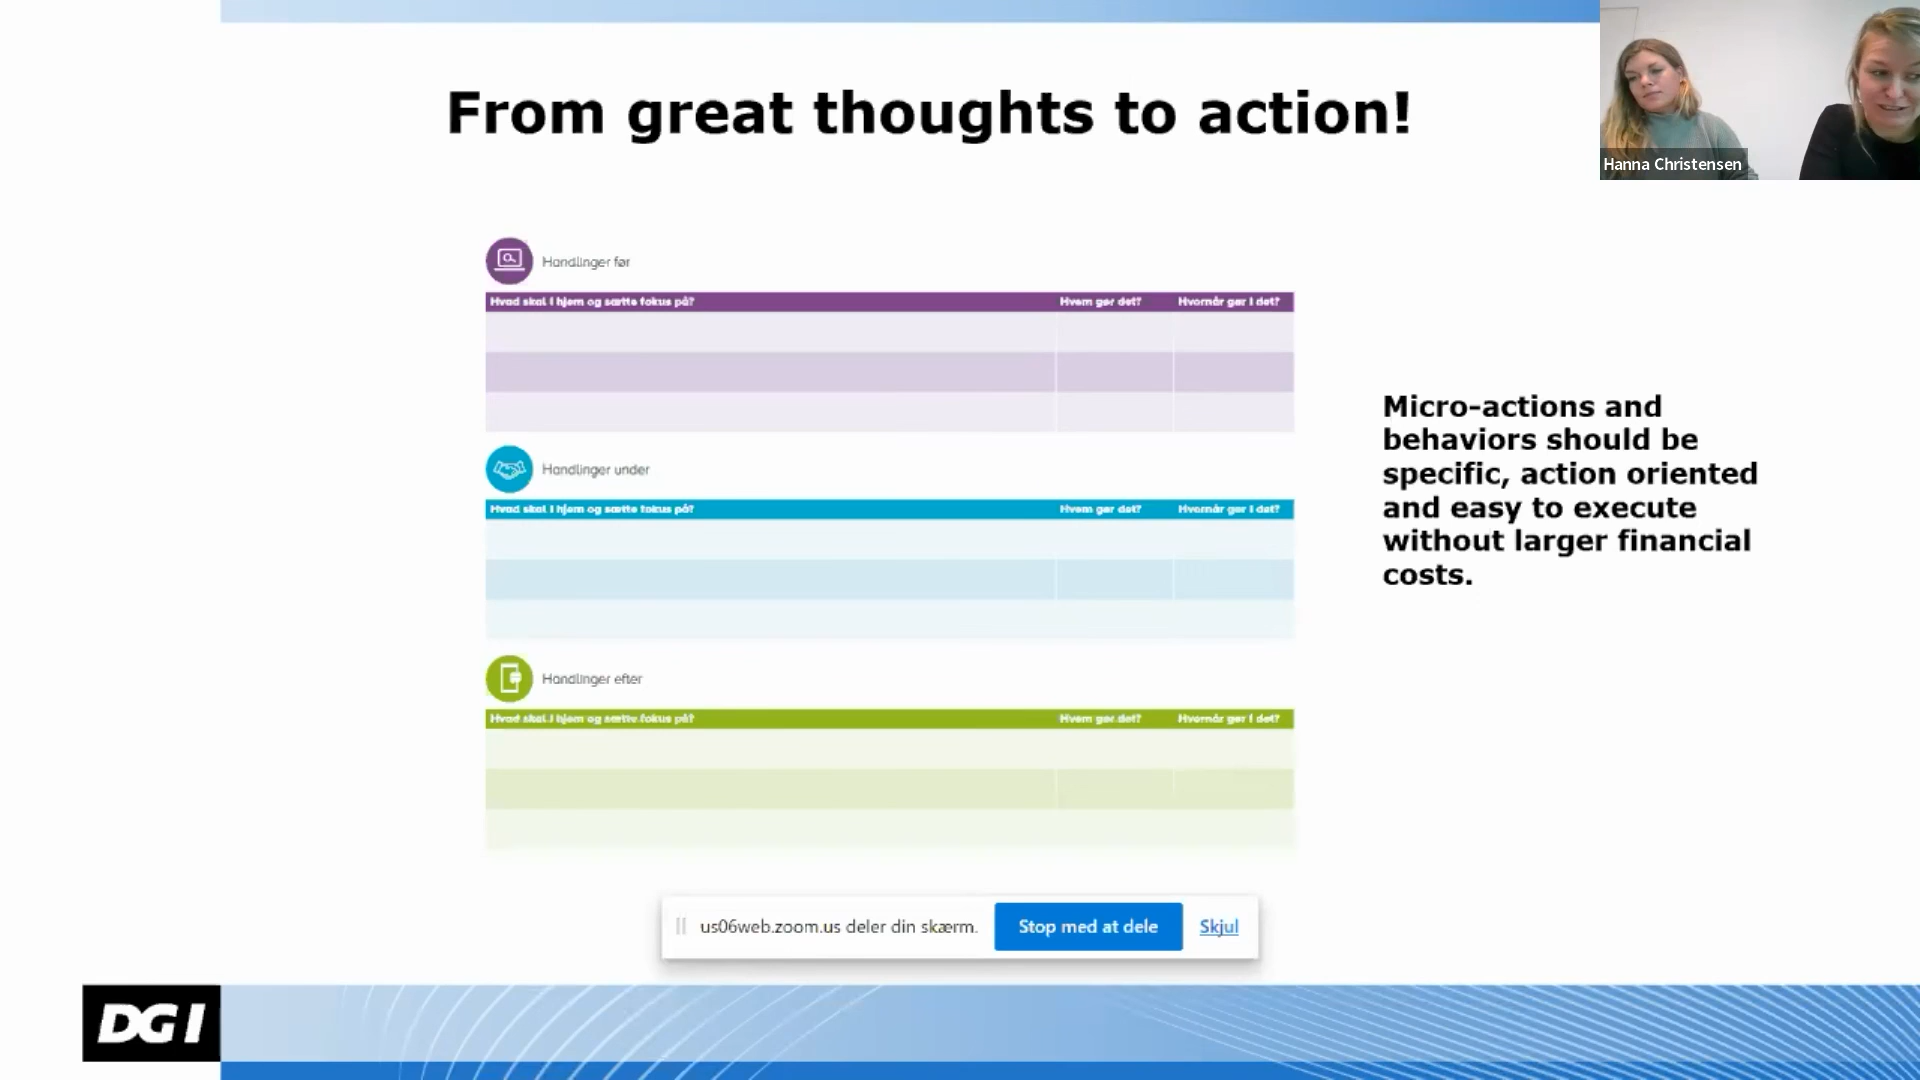 From great thoughts to action!
Hanna Christensen
Handlinger før
Hvad skal I hjem og sætte fokus på? Hvem gør det? Hvornår gør I det?
Handlinger under
Hvad skal I hjem og sætte fokus på? Hvem gør det? Hvornår gør I det?
Handlinger efter
Hvad skal I hjem og sætte fokus på? Hvem gør det? Hvornår gør I det?
Micro-actions and
behaviors should be
specific, action oriented
and easy to execute
without larger financial
costs.
us06web.zoom.us deler din skærm. Stop med at dele Skjul
DGI